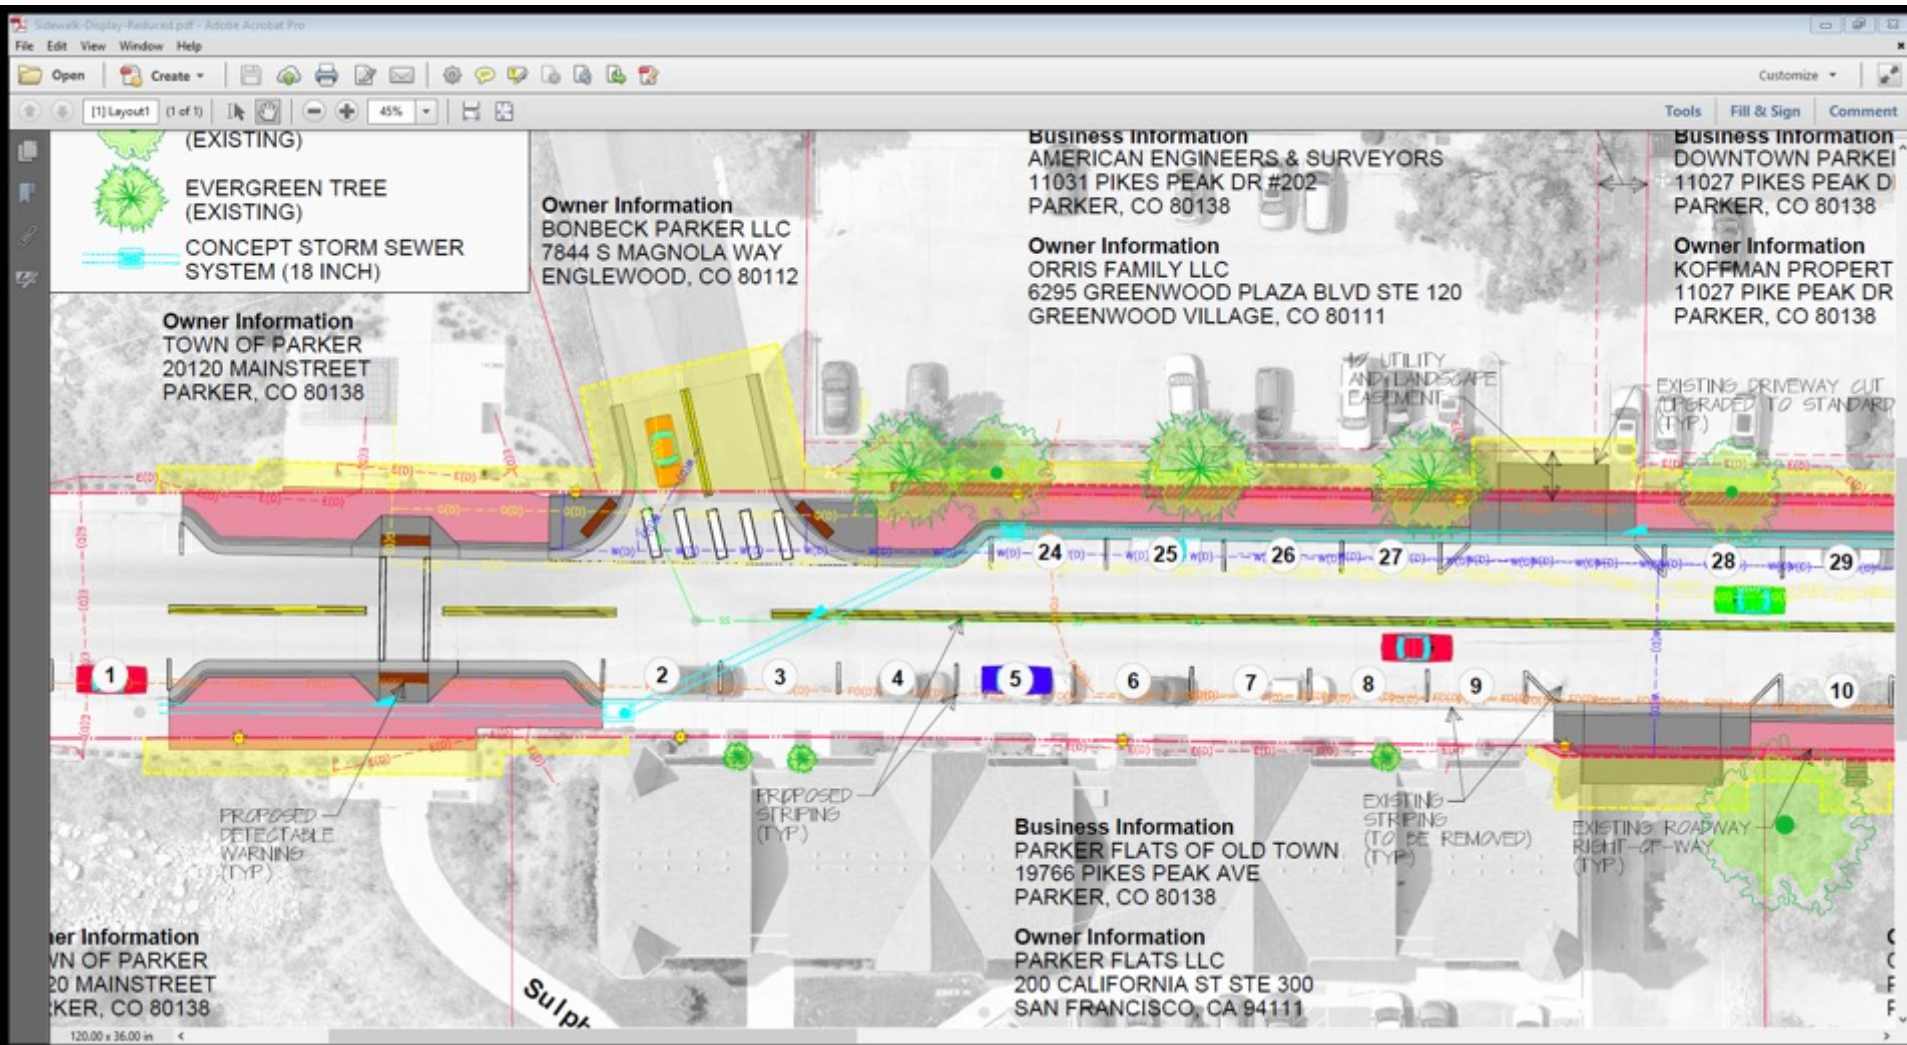 Sidewalk-Display-Reduced.pdf - Adobe Acrobat Pro
File Edit View Window Help
Open Create Customize
[1] Layout1 (1 of 1) 45% Tools Fill & Sign Comment
(EXISTING)
EVERGREEN TREE
(EXISTING)
CONCEPT STORM SEWER
SYSTEM (18 INCH)
Owner Information
TOWN OF PARKER
20120 MAINSTREET
PARKER, CO 80138
Owner Information
BONBECK PARKER LLC
7844 S MAGNOLA WAY
ENGLEWOOD, CO 80112
Business Information
AMERICAN ENGINEERS & SURVEYORS
11031 PIKES PEAK DR #202
PARKER, CO 80138
Owner Information
ORRIS FAMILY LLC
6295 GREENWOOD PLAZA BLVD STE 120
GREENWOOD VILLAGE, CO 80111
Business Information
DOWNTOWN PARKE
11027 PIKES PEAK D
PARKER, CO 80138
Owner Information
KOFFMAN PROPERT
11027 PIKE PEAK DR
PARKER, CO 80138
UTILITY
AND LANDSCAPE
EASEMENT
EXISTING DRIVEWAY CUT
(UPGRADED TO STANDARD)
(TYP.)
24 25 26 27 28 29
1 2 3 4 5 6 7 8 9 10
PROPOSED
DETECTABLE
WARNING
(TYP.)
PROPOSED
STRIPING
(TYP.)
EXISTING
STRIPING
(TO BE REMOVED)
(TYP.)
EXISTING ROADWAY
RIGHT-OF-WAY
(TYP.)
Business Information
PARKER FLATS OF OLD TOWN
19766 PIKES PEAK AVE
PARKER, CO 80138
Owner Information
PARKER FLATS LLC
200 CALIFORNIA ST STE 300
SAN FRANCISCO, CA 94111
ner Information
WN OF PARKER
20 MAINSTREET
KER, CO 80138
Sulph
120.00 x 36.00 in